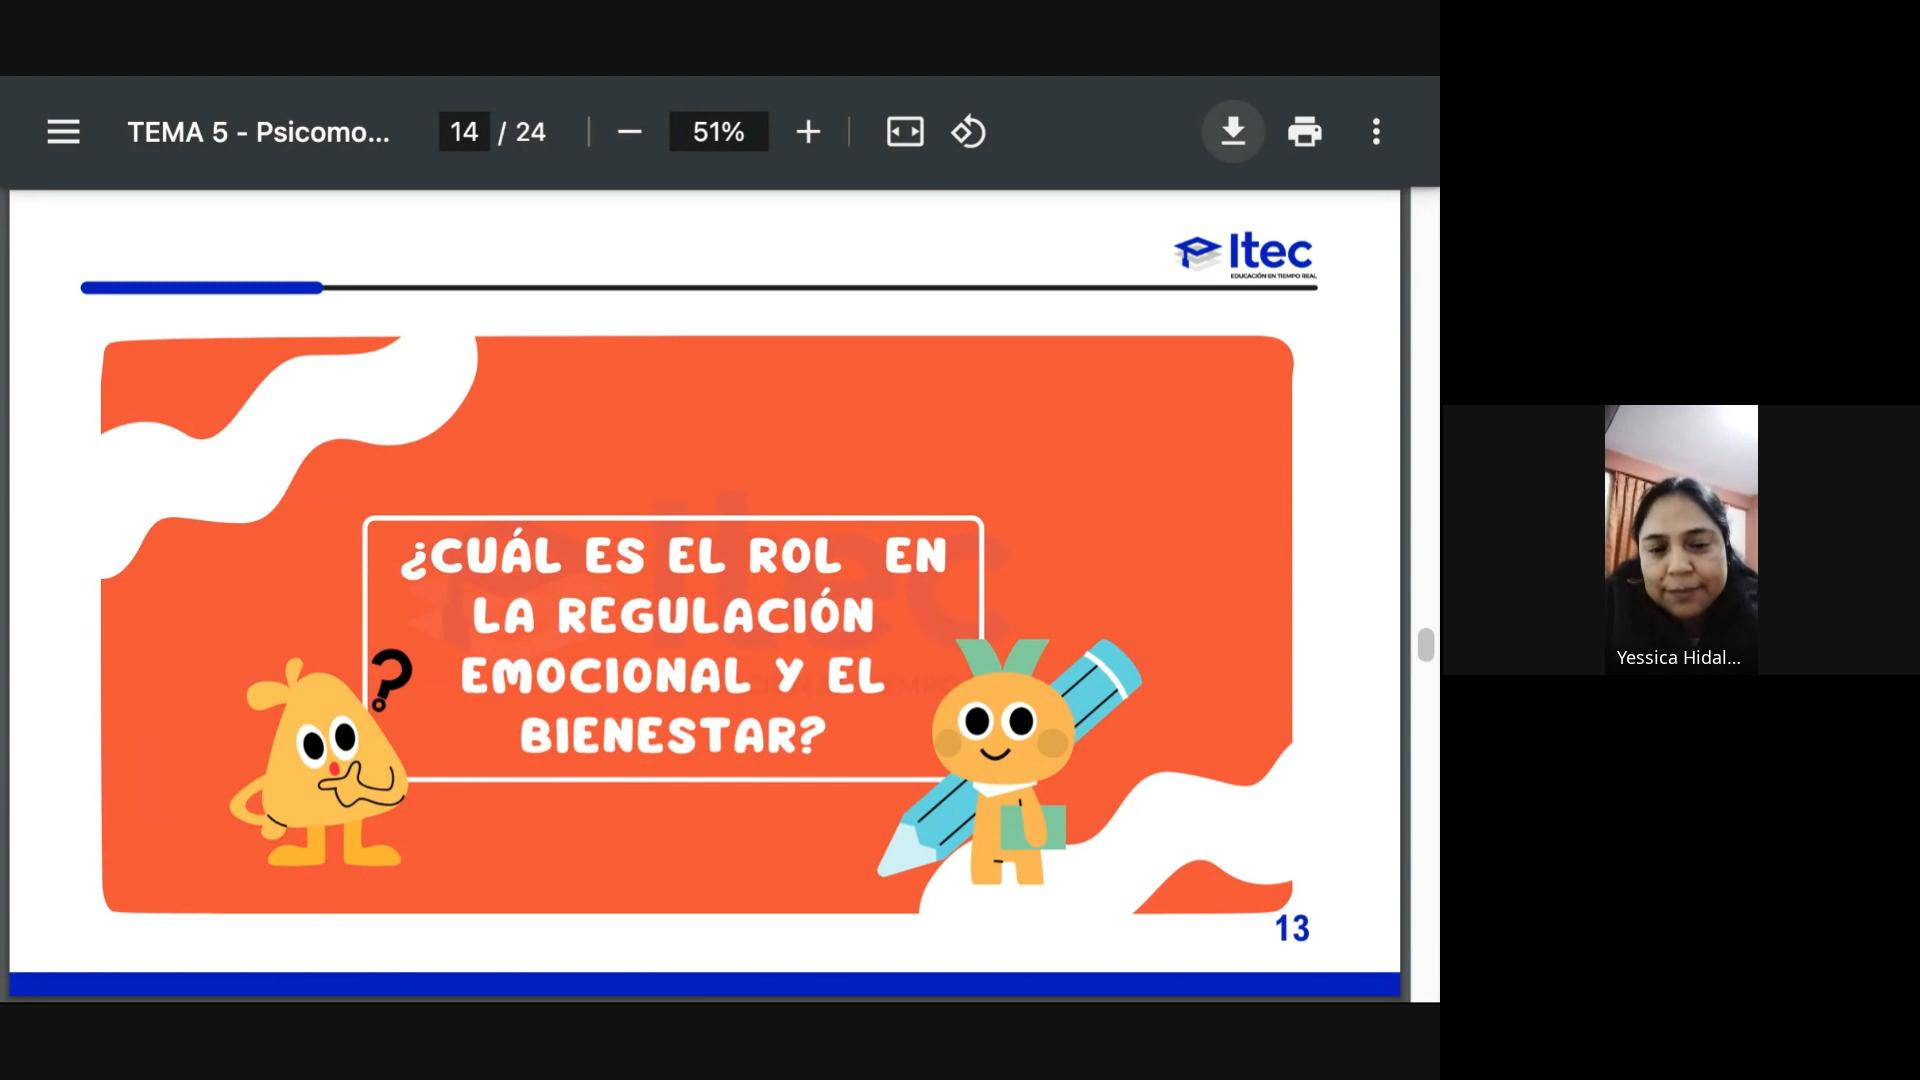 TEMA 5 - Psicomo...
14 / 24
51%
Itec
EDUCACIÓN EN TIEMPO REAL
¿CUÁL ES EL ROL EN
LA REGULACIÓN
EMOCIONAL Y EL
BIENESTAR?
?
13
Yessica Hidal...